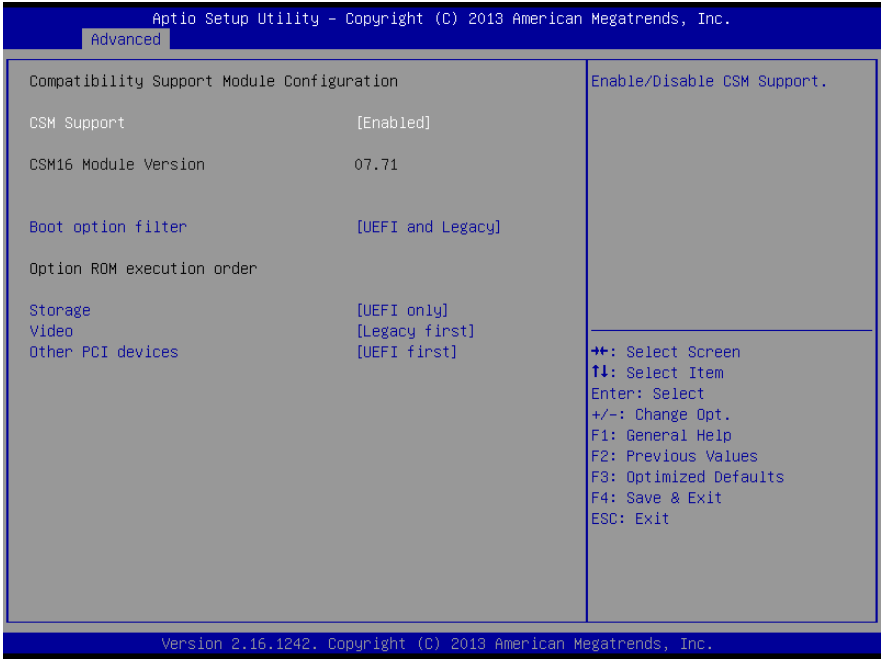 Aptio Setup Utility – Copyright (C) 2013 American Megatrends, Inc.
Advanced
Compatibility Support Module Configuration
CSM Support [Enabled]
CSM16 Module Version 07.71
Boot option filter [UEFI and Legacy]
Option ROM execution order
Storage [UEFI only]
Video [Legacy first]
Other PCI devices [UEFI first]
Enable/Disable CSM Support.
→←: Select Screen
↑↓: Select Item
Enter: Select
+/-: Change Opt.
F1: General Help
F2: Previous Values
F3: Optimized Defaults
F4: Save & Exit
ESC: Exit
Version 2.16.1242. Copyright (C) 2013 American Megatrends, Inc.